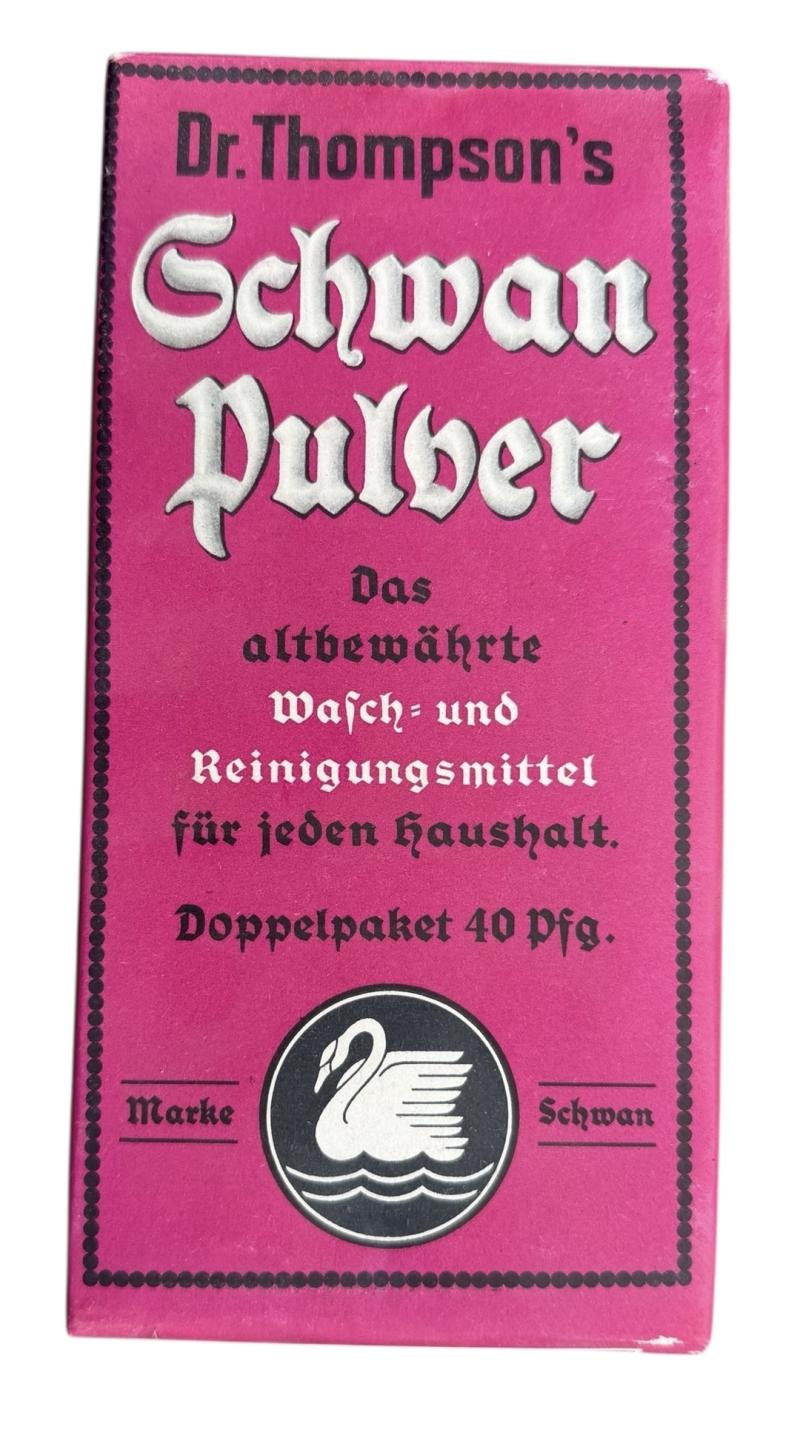 Dr. Thompson's
Schwan
Pulver
Das
altbewährte
Waſch- und
Reinigungsmittel
für jeden Haushalt.
Doppelpaket 40 Pfg.
Marke Schwan